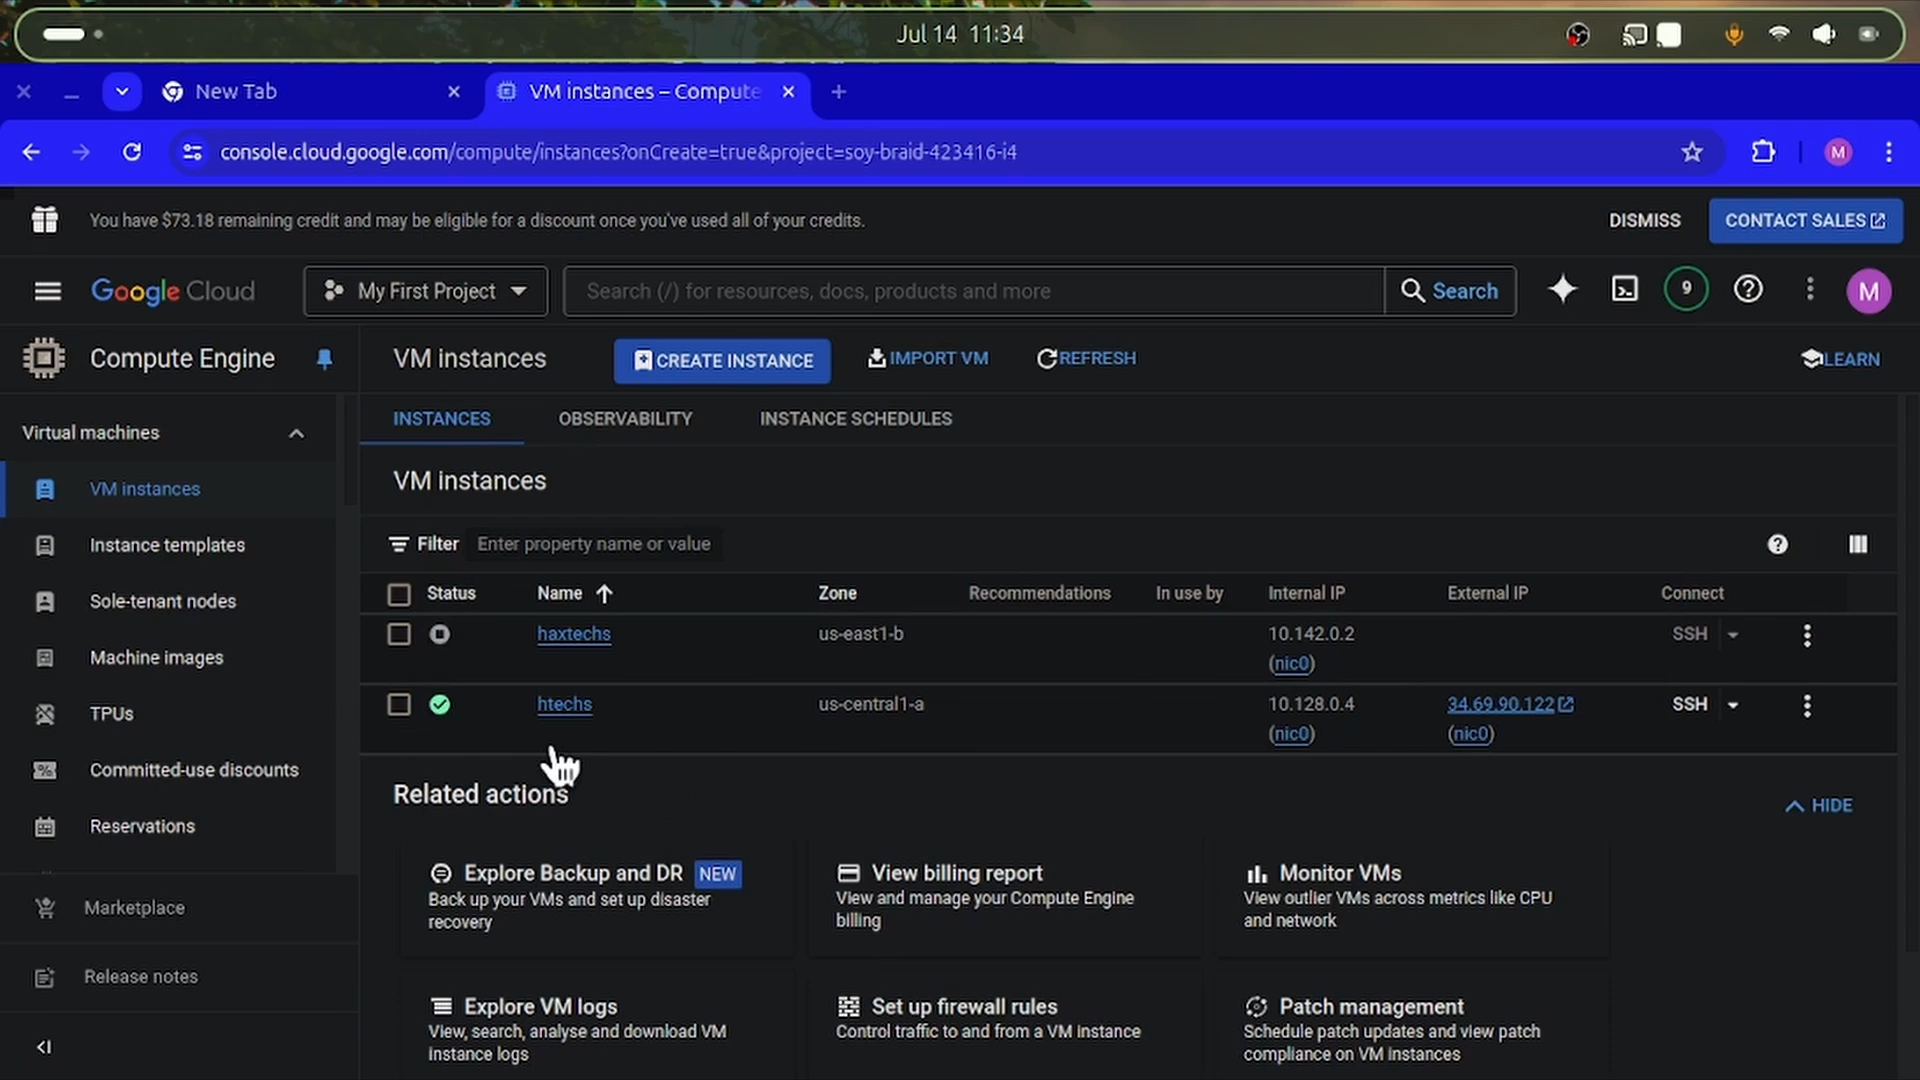 Jul 14 11:34
New Tab
VM instances – Compute
console.cloud.google.com/compute/instances?onCreate=true&project=soy-braid-423416-i4
M
You have $73.18 remaining credit and may be eligible for a discount once you've used all of your credits.
DISMISS
CONTACT SALES
Google Cloud
My First Project
Search (/) for resources, docs, products and more
Search
9
M
Compute Engine
VM instances
CREATE INSTANCE
IMPORT VM
REFRESH
LEARN
Virtual machines
VM instances
Instance templates
Sole-tenant nodes
Machine images
TPUs
Committed-use discounts
Reservations
Marketplace
Release notes
INSTANCES
OBSERVABILITY
INSTANCE SCHEDULES
VM instances
Filter
Enter property name or value
Status Name Zone Recommendations In use by Internal IP External IP Connect
haxtechs us-east1-b 10.142.0.2 SSH
(nic0)
htechs us-central1-a 10.128.0.4 34.69.90.122 SSH
(nic0) (nic0)
Related actions
HIDE
Explore Backup and DR NEW
Back up your VMs and set up disaster
recovery
View billing report
View and manage your Compute Engine
billing
Monitor VMs
View outlier VMs across metrics like CPU
and network
Explore VM logs
View, search, analyse and download VM
instance logs
Set up firewall rules
Control traffic to and from a VM instance
Patch management
Schedule patch updates and view patch
compliance on VM instances